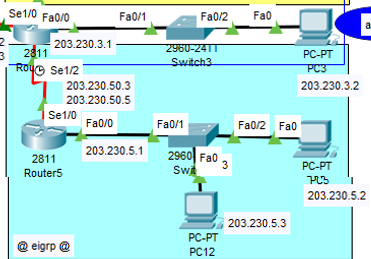 Se1/0
Fa0/0
Fa0/1
Fa0/2
Fa0
203.230.3.1
2811
2960-24TT
Switch3
PC-PT
PC3
Se1/2
203.230.50.3
203.230.50.5
203.230.3.2
Se1/0
Fa0/0
Fa0/1
Fa0/2
Fa0
2811
Router5
203.230.5.1
2960
Fa0
3
PC-PT
203.230.5.2
203.230.5.3
PC-PT
PC12
@ eigrp @